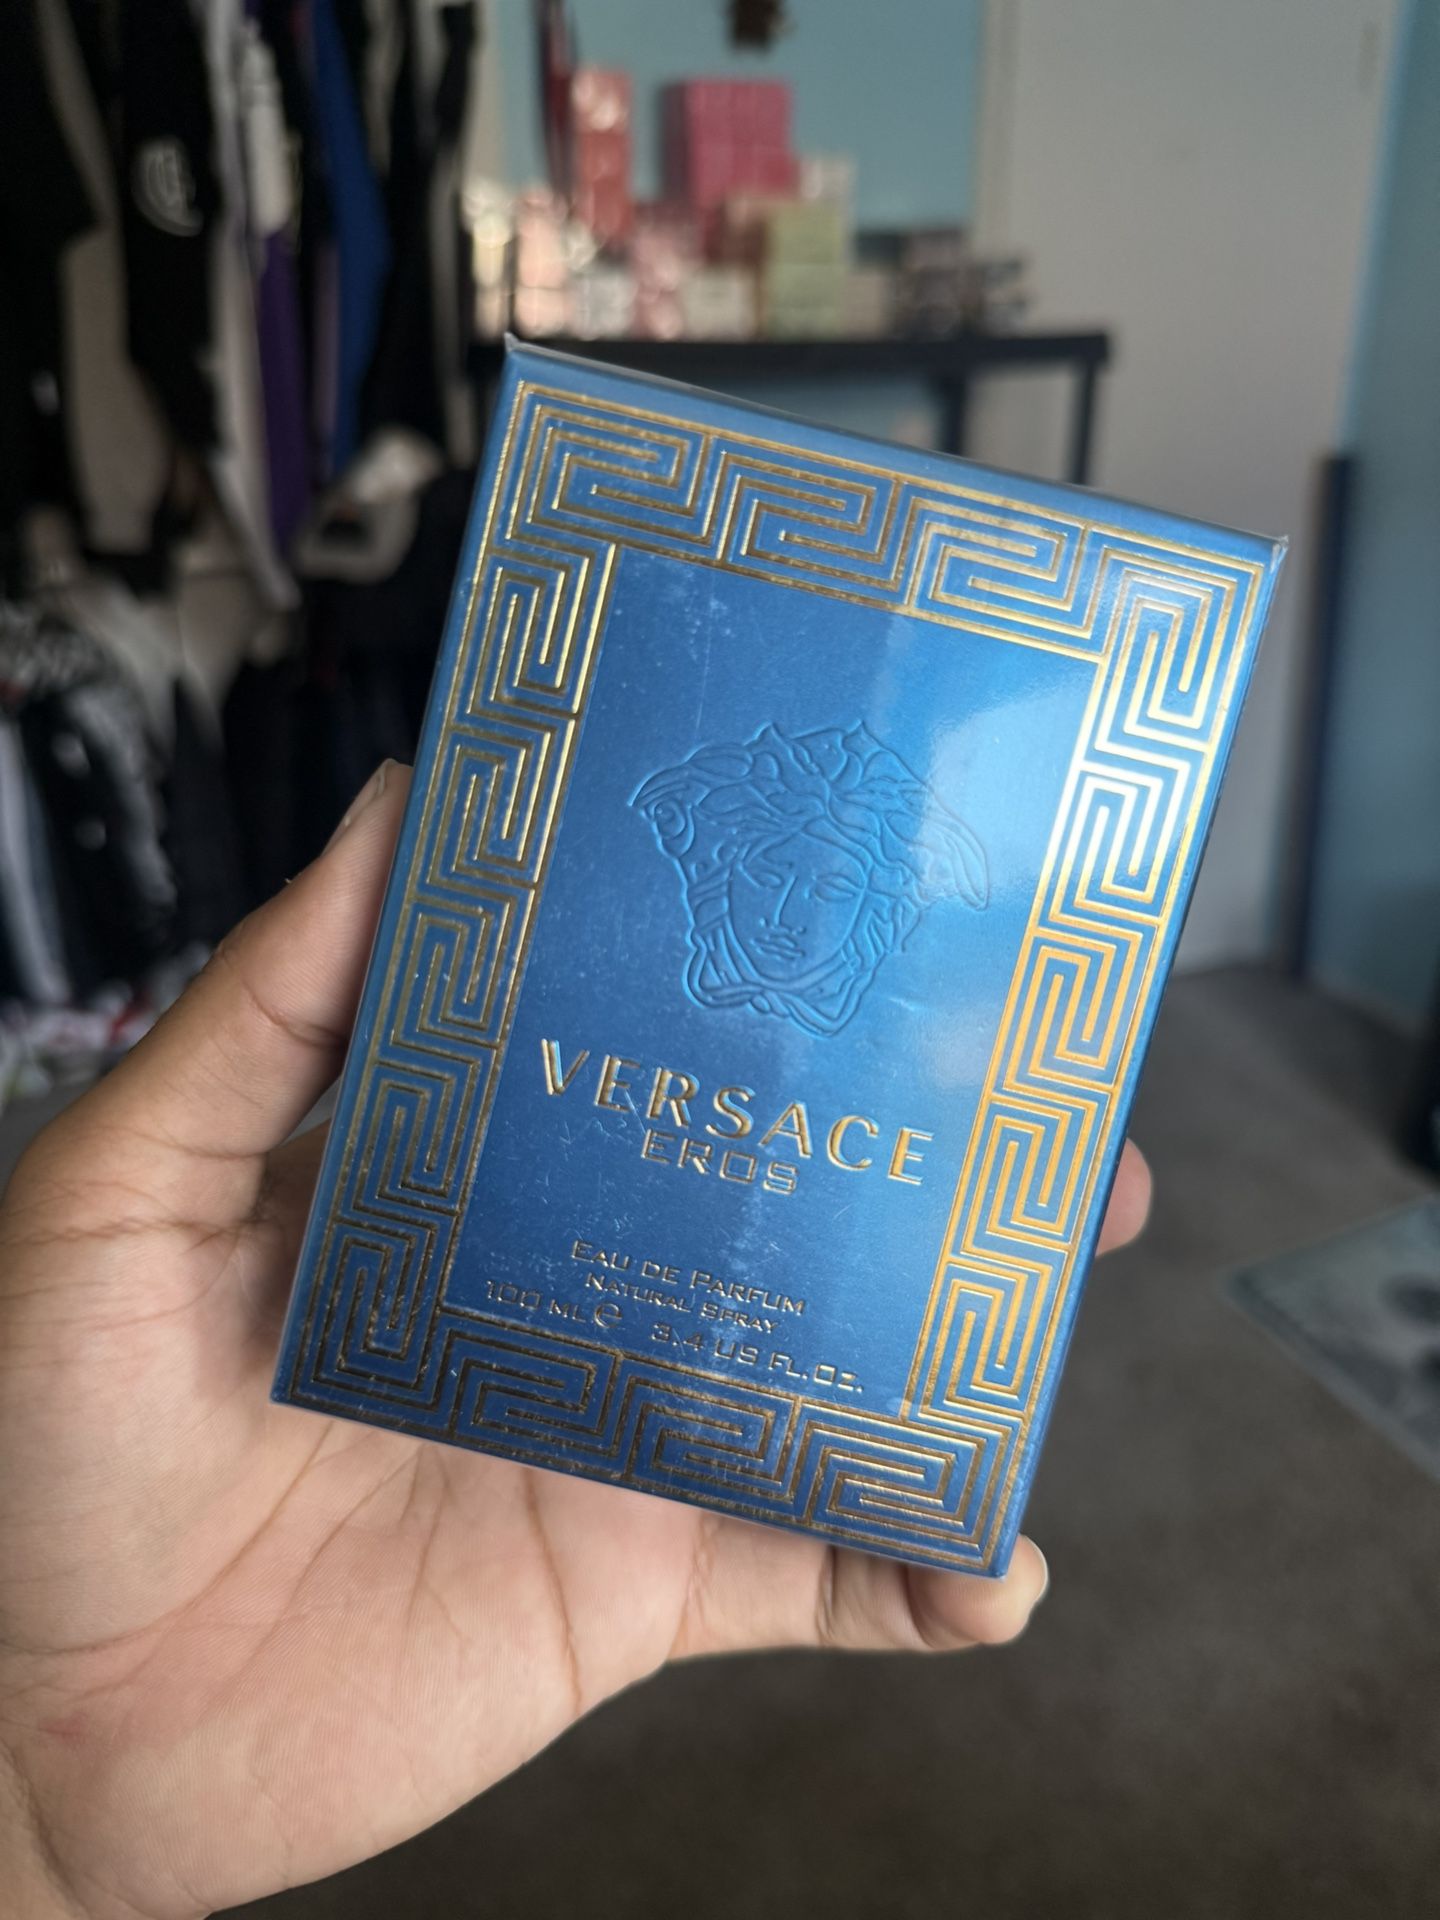 VERSACE
EROS
EAU DE PARFUM
NATURAL SPRAY
100 ML ℮ 3.4 US FL.OZ.